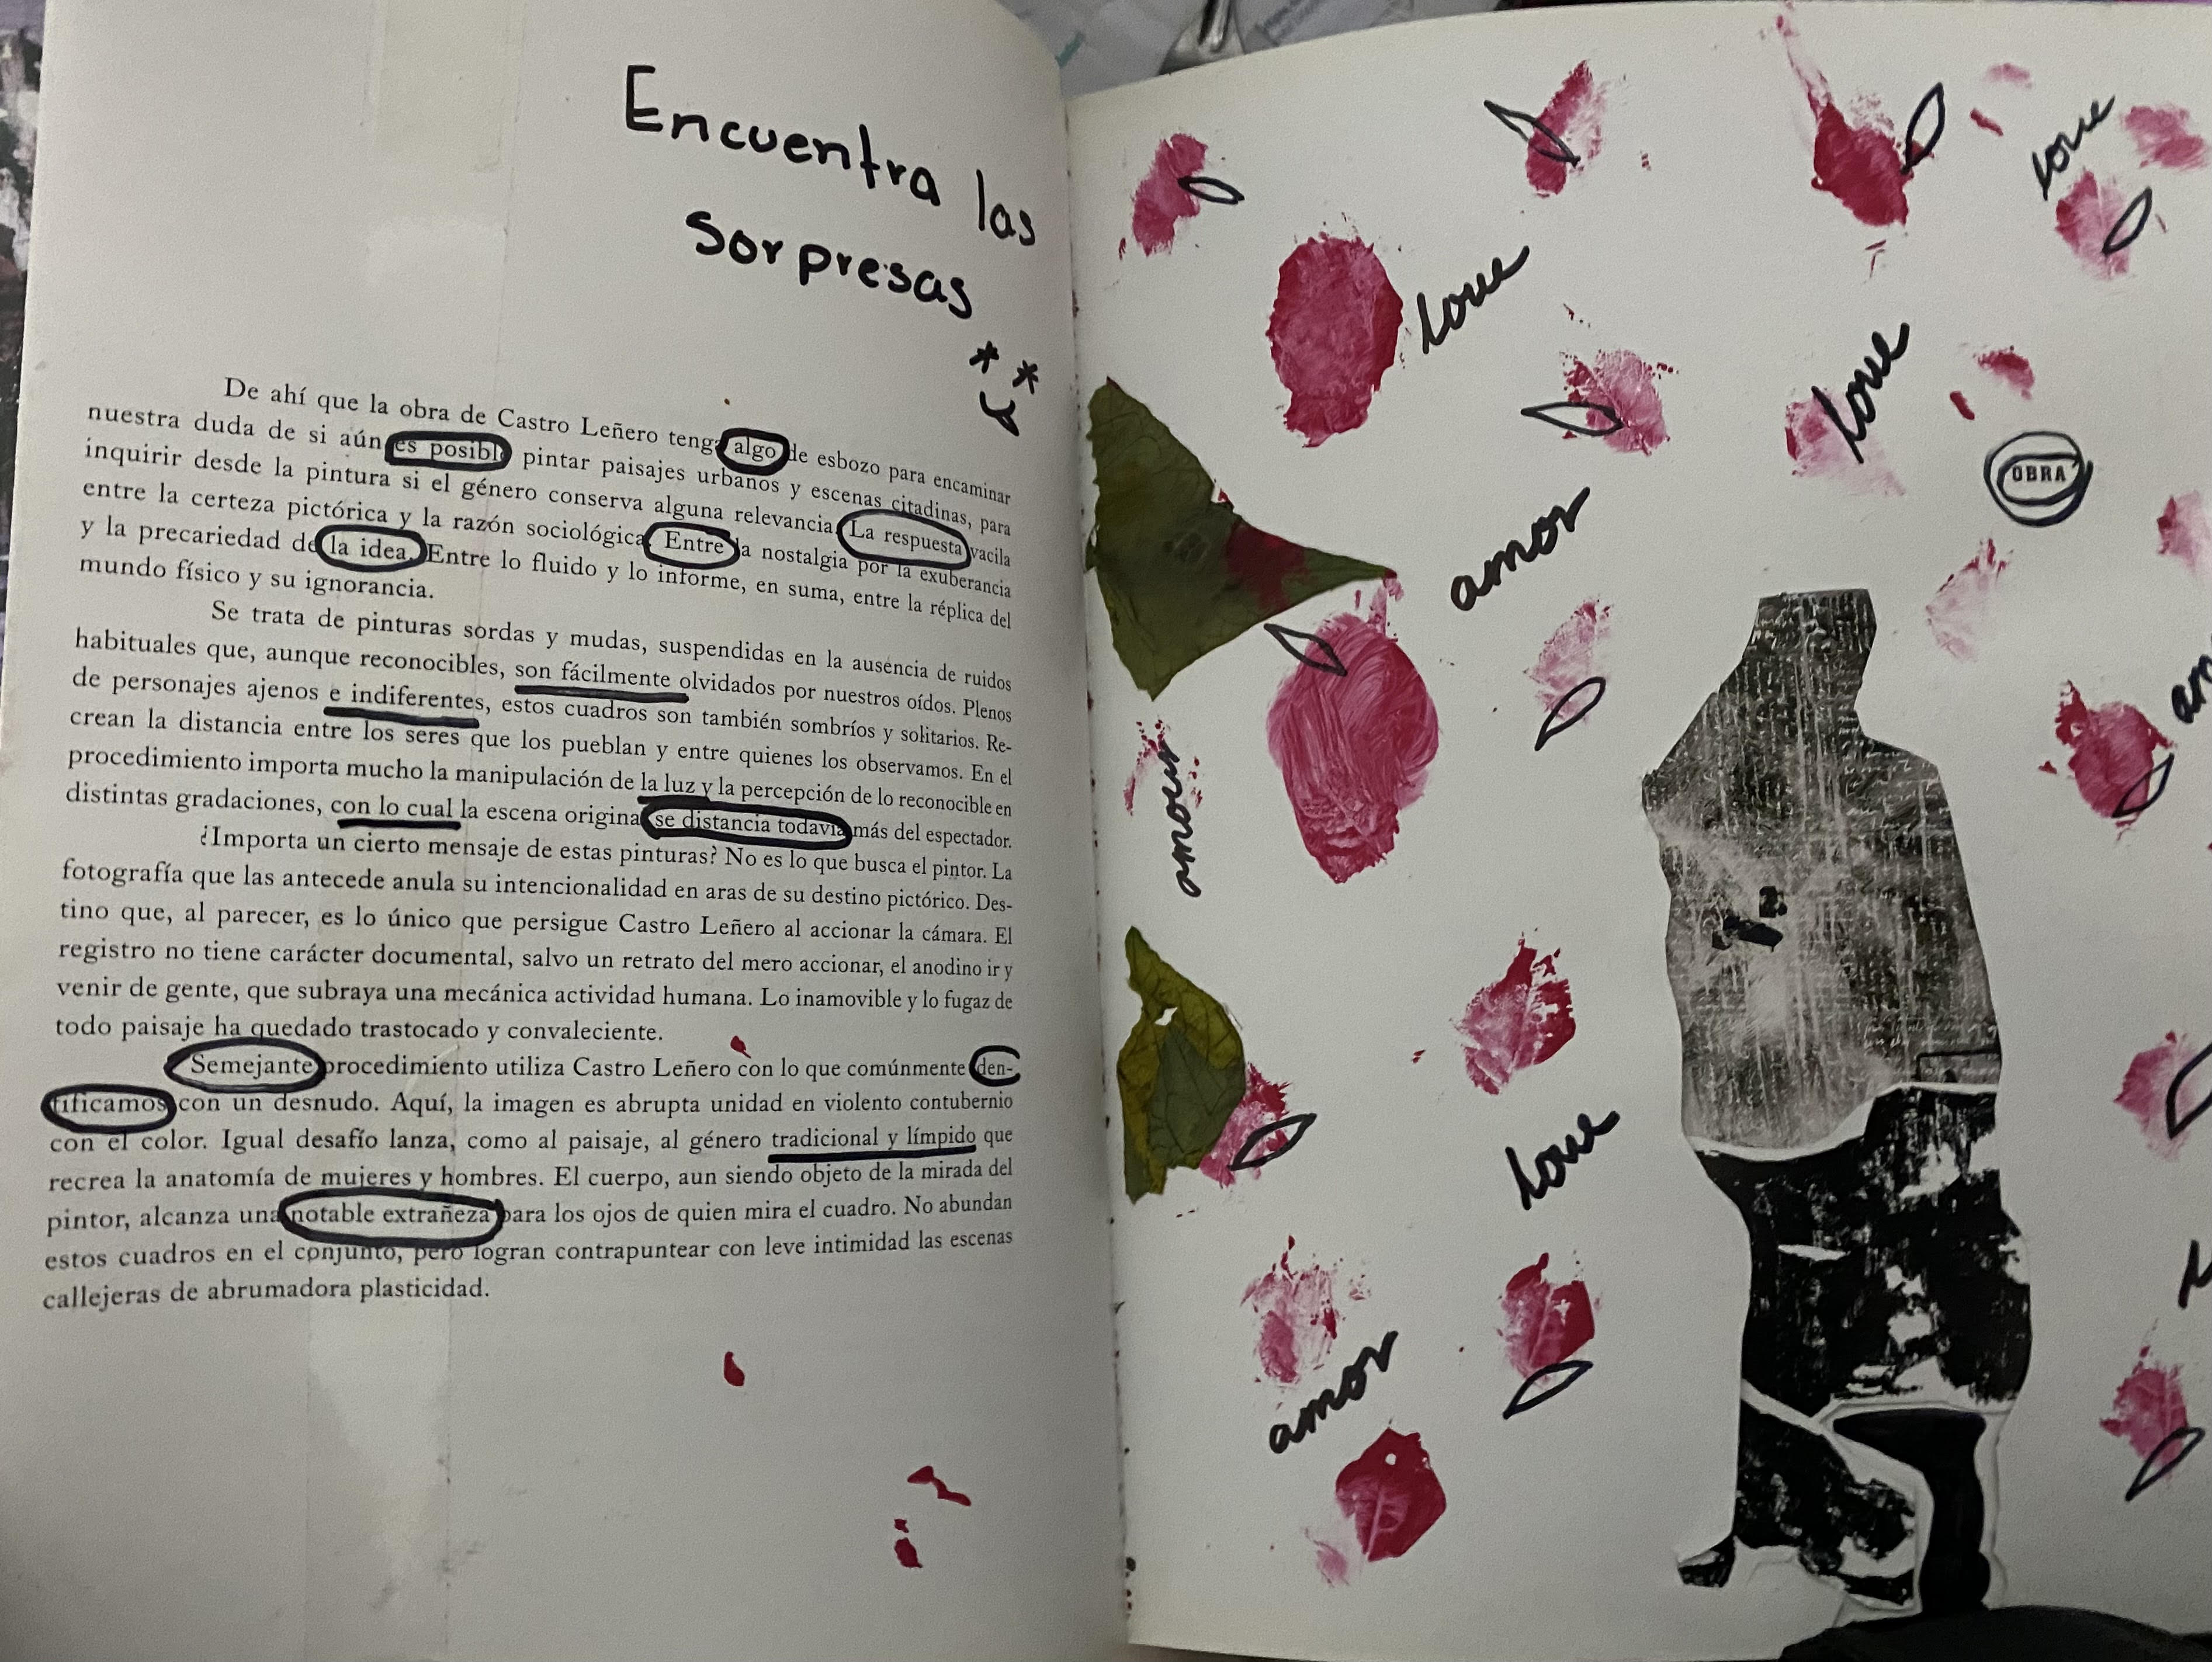 Encuentra las
sorpresas
De ahí que la obra de Castro Leñero tenga algo de esbozo para encaminar
nuestra duda de si aún es posible pintar paisajes urbanos y escenas citadinas, para
inquirir desde la pintura si el género conserva alguna relevancia. La respuesta vacila
entre la certeza pictórica y la razón sociológica. Entre la nostalgia por la exuberancia
y la precariedad de la idea. Entre lo fluido y lo informe, en suma, entre la réplica del
mundo físico y su ignorancia.
Se trata de pinturas sordas y mudas, suspendidas en la ausencia de ruidos
habituales que, aunque reconocibles, son fácilmente olvidados por nuestros oídos. Plenos
de personajes ajenos e indiferentes, estos cuadros son también sombríos y solitarios. Re-
crean la distancia entre los seres que los pueblan y entre quienes los observamos. En el
procedimiento importa mucho la manipulación de la luz y la percepción de lo reconocible en
distintas gradaciones, con lo cual la escena original se distancia todavía más del espectador.
¿Importa un cierto mensaje de estas pinturas? No es lo que busca el pintor. La
fotografía que las antecede anula su intencionalidad en aras de su destino pictórico. Des-
tino que, al parecer, es lo único que persigue Castro Leñero al accionar la cámara. El
registro no tiene carácter documental, salvo un retrato del mero accionar, el anodino ir y
venir de gente, que subraya una mecánica actividad humana. Lo inamovible y lo fugaz de
todo paisaje ha quedado trastocado y convaleciente.
Semejante procedimiento utiliza Castro Leñero con lo que comúnmente den-
tificamos con un desnudo. Aquí, la imagen es abrupta unidad en violento contubernio
con el color. Igual desafío lanza, como al paisaje, al género tradicional y límpido que
recrea la anatomía de mujeres y hombres. El cuerpo, aun siendo objeto de la mirada del
pintor, alcanza una notable extrañeza para los ojos de quien mira el cuadro. No abundan
estos cuadros en el conjunto, pero logran contrapuntear con leve intimidad las escenas
callejeras de abrumadora plasticidad.
love
love
love
OBRA
amor
am
amour
love
amor